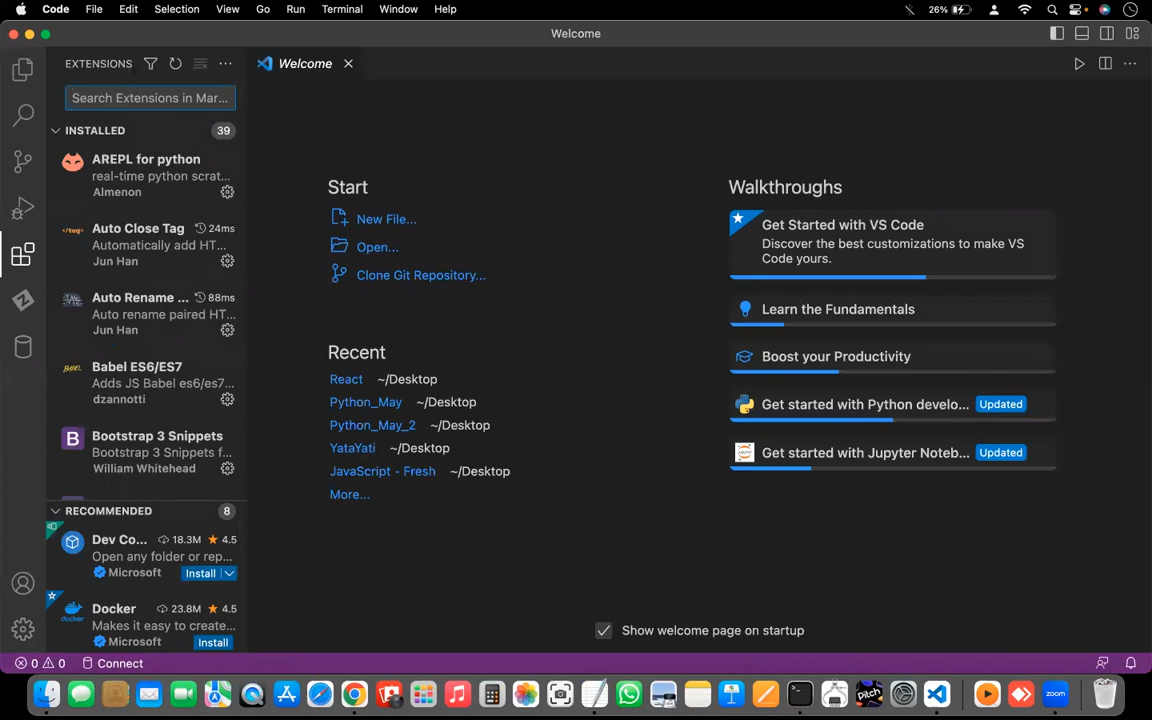 Code File Edit Selection View Go Run Terminal Window Help 26%
Welcome
EXTENSIONS
Welcome
Search Extensions in Mar...
INSTALLED 39
AREPL for python
real-time python scrat...
Almenon
Auto Close Tag 24ms
Automatically add HT...
Jun Han
Auto Rename ... 88ms
Auto rename paired HT...
Jun Han
Babel ES6/ES7
Adds JS Babel es6/es7...
dzannotti
B
Bootstrap 3 Snippets
Bootstrap 3 Snippets f...
William Whitehead
RECOMMENDED 8
Dev Co... 18.3M 4.5
Open any folder or rep...
Microsoft Install
Docker 23.8M 4.5
Makes it easy to create...
Microsoft Install
Start
New File...
Open...
Clone Git Repository...
Recent
React ~/Desktop
Python_May ~/Desktop
Python_May_2 ~/Desktop
YataYati ~/Desktop
JavaScript - Fresh ~/Desktop
More...
Walkthroughs
Get Started with VS Code
Discover the best customizations to make VS
Code yours.
Learn the Fundamentals
Boost your Productivity
Get started with Python develo... Updated
Get started with Jupyter Noteb... Updated
Show welcome page on startup
0 0 Connect
Pitch
zoom